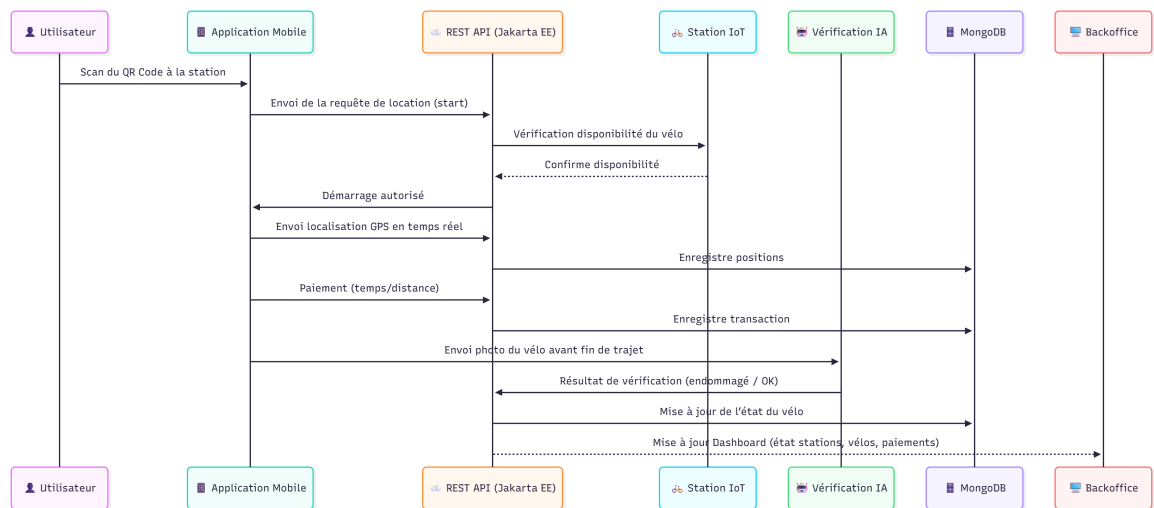 Utilisateur
Application Mobile
REST API (Jakarta EE)
Station IoT
Vérification IA
MongoDB
Backoffice
Scan du QR Code à la station
Envoi de la requête de location (start)
Vérification disponibilité du vélo
Confirme disponibilité
Démarrage autorisé
Envoi localisation GPS en temps réel
Enregistre positions
Paiement (temps/distance)
Enregistre transaction
Envoi photo du vélo avant fin de trajet
Résultat de vérification (endommagé / OK)
Mise à jour de l'état du vélo
Mise à jour Dashboard (état stations, vélos, paiements)
Utilisateur
Application Mobile
REST API (Jakarta EE)
Station IoT
Vérification IA
MongoDB
Backoffice